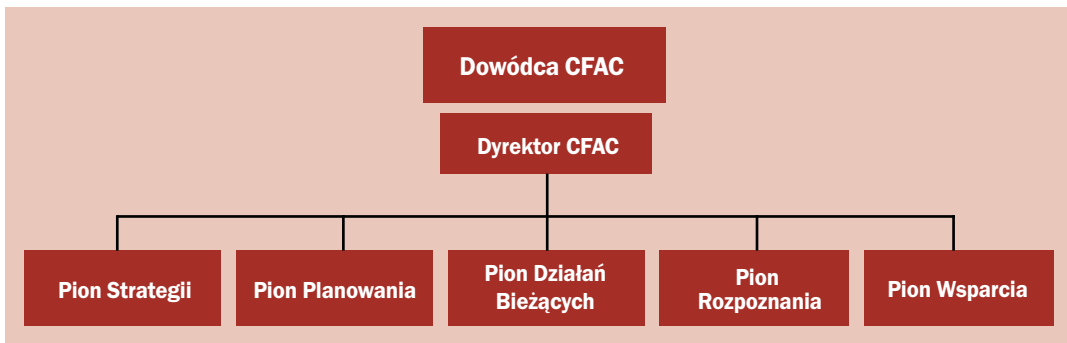 Dowódca CFAC
Dyrektor CFAC
Pion Strategii
Pion Planowania
Pion Działań
Bieżących
Pion
Rozpoznania
Pion Wsparcia